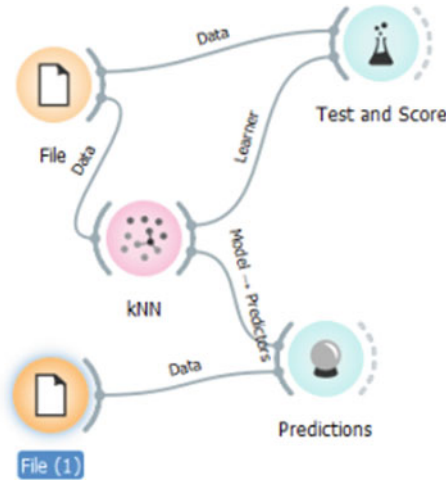 Data
Test and Score
File
Data
Learner
kNN
Model → Predictors
Data
Predictions
File (1)